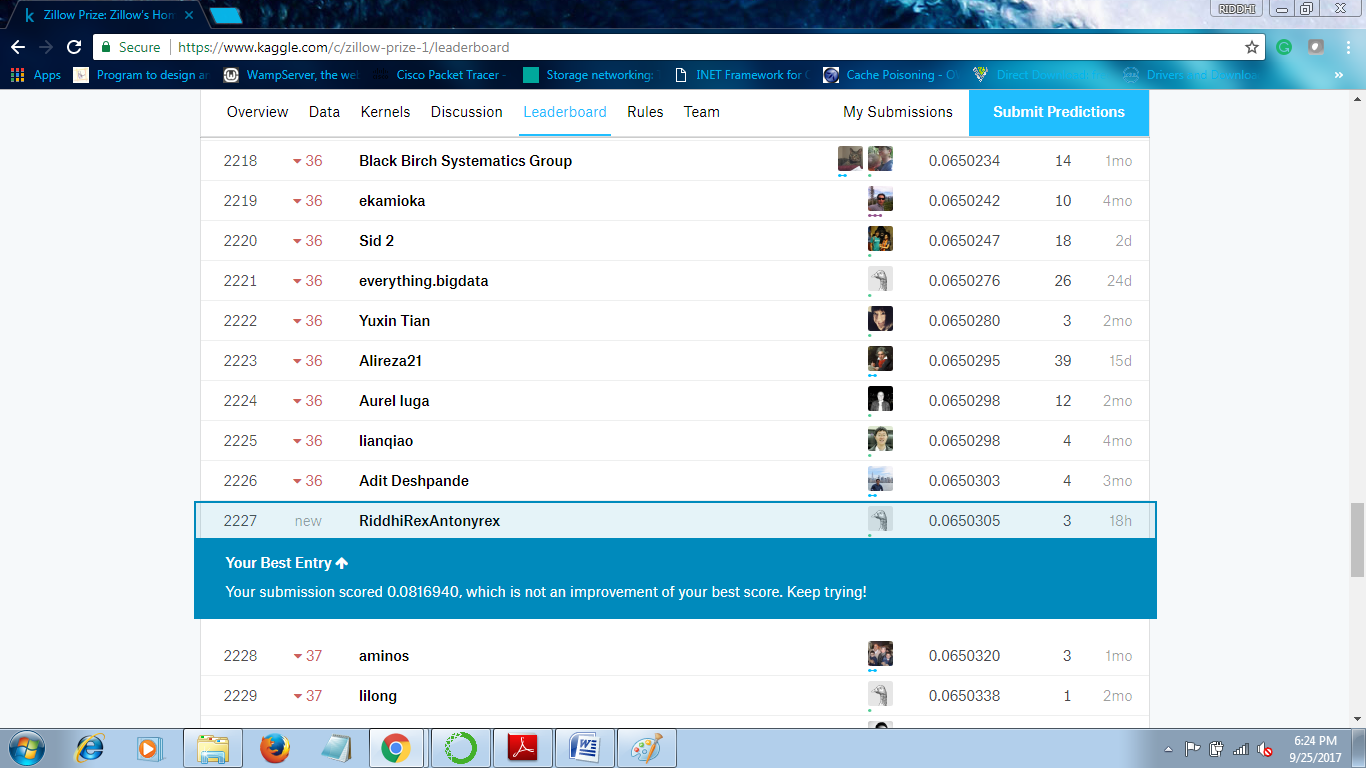 Zillow Prize: Zillow's Hom
RIDDHI
Secure https://www.kaggle.com/c/zillow-prize-1/leaderboard
Apps Program to design an WampServer, the web Cisco Packet Tracer - Storage networking: INET Framework for Cache Poisoning - Direct Download Drivers and Downloa »
Overview Data Kernels Discussion Leaderboard Rules Team My Submissions Submit Predictions
2218 36 Black Birch Systematics Group 0.0650234 14 1mo
2219 36 ekamioka 0.0650242 10 4mo
2220 36 Sid 2 0.0650247 18 2d
2221 36 everything.bigdata 0.0650276 26 24d
2222 36 Yuxin Tian 0.0650280 3 2mo
2223 36 Alireza21 0.0650295 39 15d
2224 36 Aurel Iuga 0.0650298 12 2mo
2225 36 lianqiao 0.0650298 4 4mo
2226 36 Adit Deshpande 0.0650303 4 3mo
2227 new RiddhiRexAntonyrex 0.0650305 3 18h
Your Best Entry
Your submission scored 0.0816940, which is not an improvement of your best score. Keep trying!
2228 37 aminos 0.0650320 3 1mo
2229 37 lilong 0.0650338 1 2mo
6:24 PM
9/25/2017